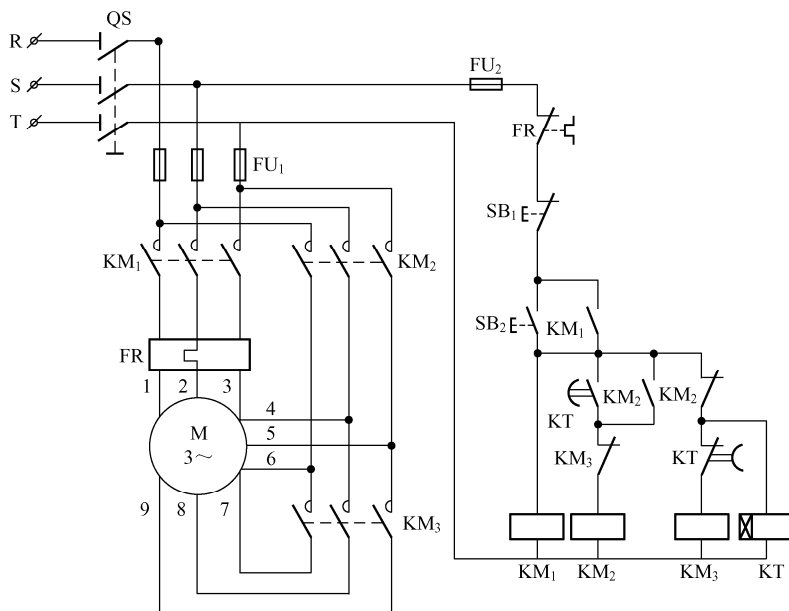 QS
R
S
T
FU₂
FR
FU₁
SB₁
KM₁
KM₂
SB₂
KM₁
FR
1 2 3
4
5
6
M
3～
KT
KM₂
KM₂
KM₃
KT
9 8 7
KM₃
KM₁ KM₂ KM₃ KT